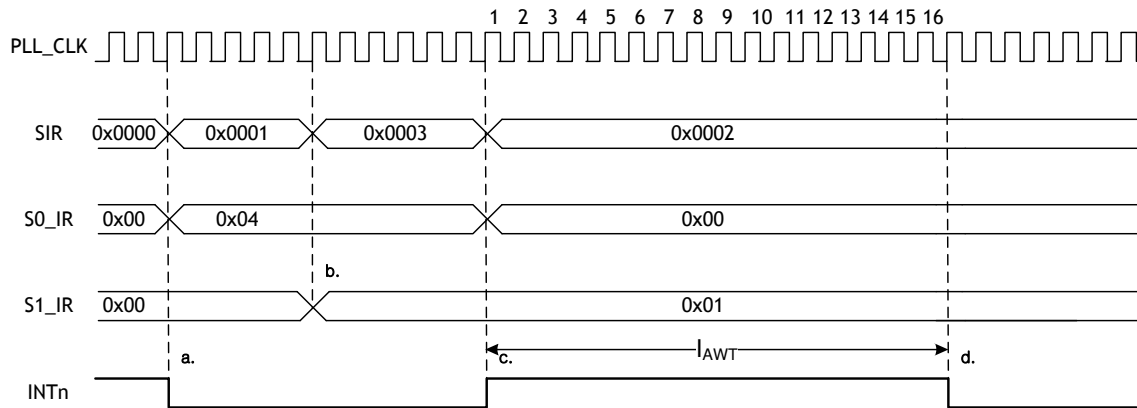 1 2 3 4 5 6 7 8 9 10 11 12 13 14 15 16
PLL_CLK
SIR 0x0000 0x0001 0x0003 0x0002
S0_IR 0x00 0x04 0x00
b.
S1_IR 0x00 0x01
a. c. IAWT d.
INTn